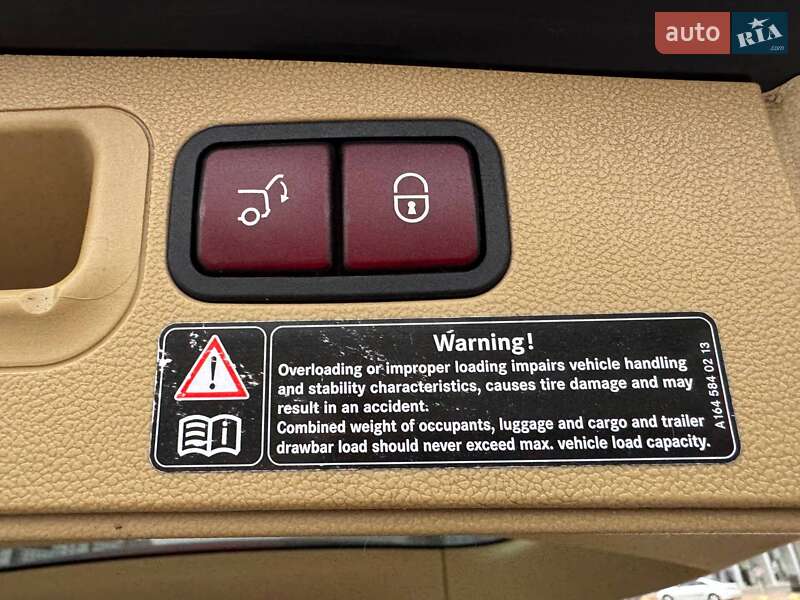 auto RIA
.com
Warning!
Overloading or improper loading impairs vehicle handling
and stability characteristics, causes tire damage and may
result in an accident.
Combined weight of occupants, luggage and cargo and trailer
drawbar load should never exceed max. vehicle load capacity.
A164 584 02 13